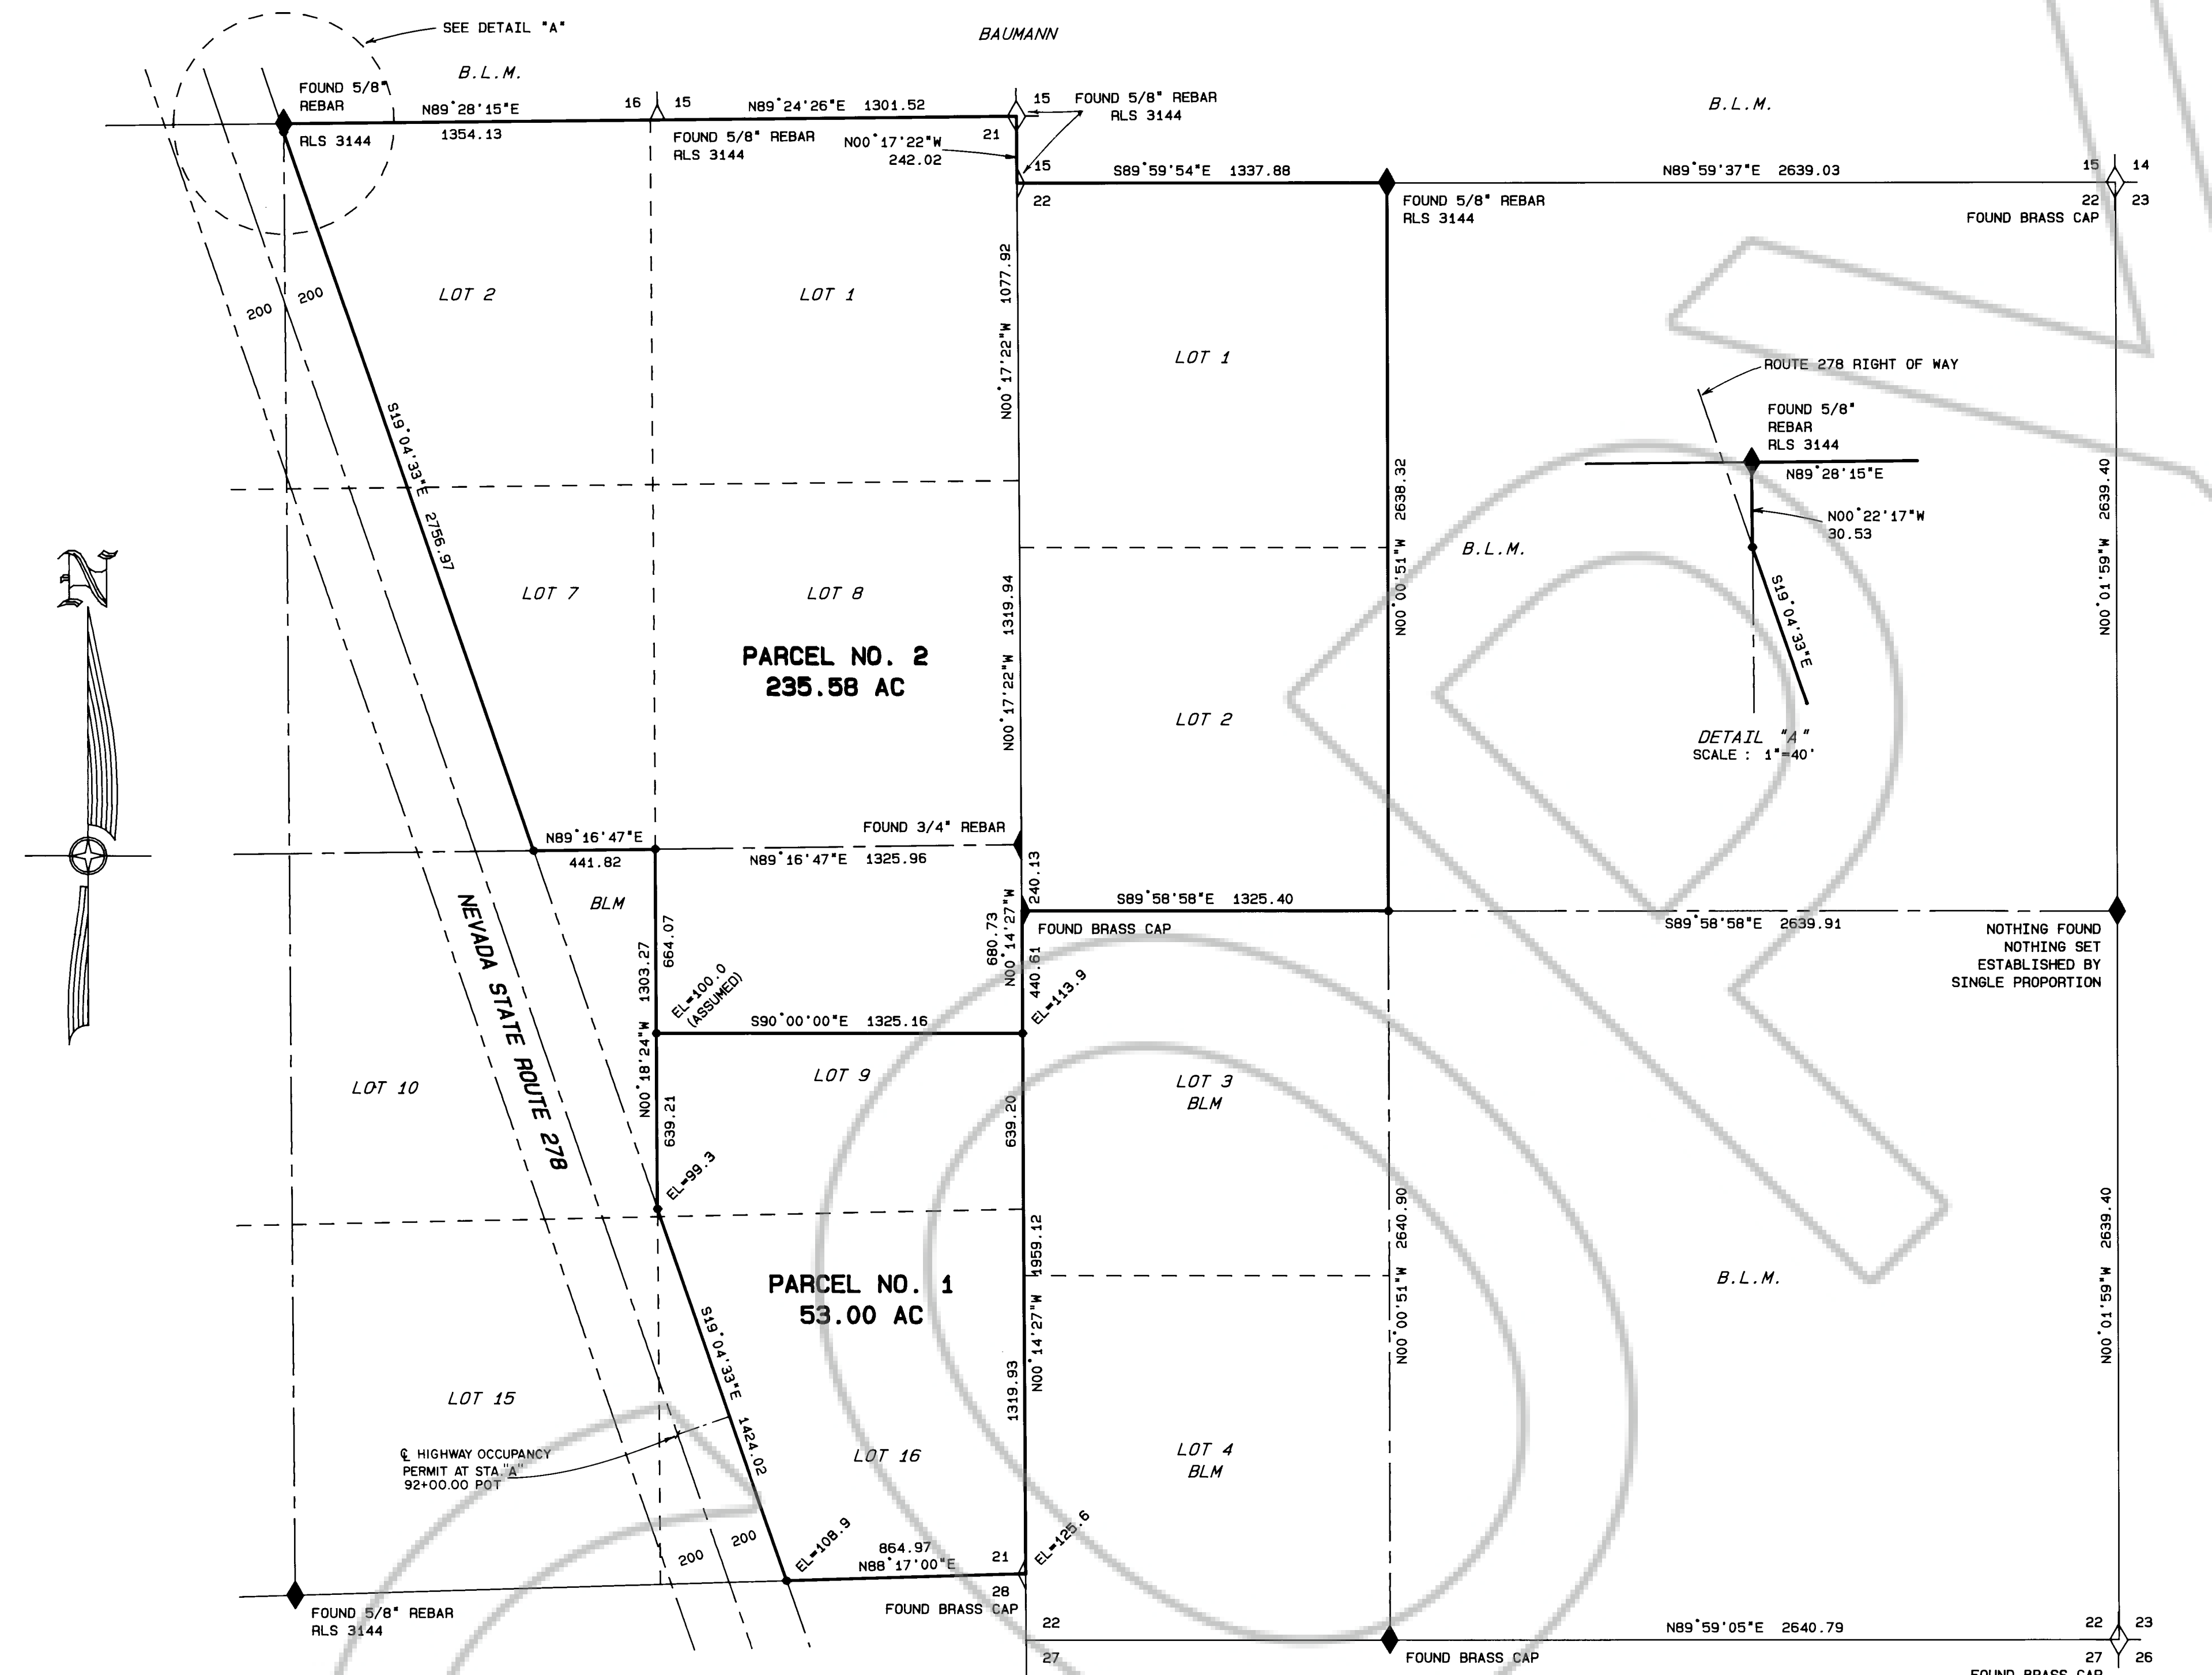 SEE DETAIL "A"
BAUMANN
B.L.M.
B.L.M.
FOUND 5/8"
REBAR
RLS 3144
N89°28'15"E
1354.13
16
15
N89°24'26"E 1301.52
FOUND 5/8" REBAR
RLS 3144
15
21
FOUND 5/8" REBAR
RLS 3144
N00°17'22"W
242.02
15
22
S89°59'54"E 1337.88
FOUND 5/8" REBAR
RLS 3144
N89°59'37"E 2639.03
15
14
22
23
FOUND BRASS CAP
200
200
LOT 2
LOT 1
N00°17'22"W 1077.92
LOT 1
ROUTE 278 RIGHT OF WAY
FOUND 5/8"
REBAR
RLS 3144
N89°28'15"E
N00°22'17"W
30.53
S19°04'33"E
DETAIL "A"
SCALE : 1"=40'
S19°04'33"E 2756.97
N00°00'51"W 2638.32
N00°01'59"W 2639.40
B.L.M.
LOT 7
LOT 8
N00°17'22"W 1319.94
PARCEL NO. 2
235.58 AC
LOT 2
N
N89°16'47"E
441.82
FOUND 3/4" REBAR
N89°16'47"E 1325.96
BLM
240.13
S89°58'58"E 1325.40
FOUND BRASS CAP
S89°58'58"E 2639.91
NOTHING FOUND
NOTHING SET
ESTABLISHED BY
SINGLE PROPORTION
NEVADA STATE ROUTE 278
N00°18'24"W 1303.27
664.07
EL=100.0
(ASSUMED)
680.73
N00°14'27"W
440.61
EL=113.9
S90°00'00"E 1325.16
LOT 10
LOT 9
LOT 3
BLM
639.21
639.20
EL=99.3
N00°14'27"W 1959.12
N00°00'51"W 2640.90
N00°01'59"W 2639.40
PARCEL NO. 1
53.00 AC
B.L.M.
S19°04'33"E 1424.02
1319.93
LOT 15
LOT 16
LOT 4
BLM
℄ HIGHWAY OCCUPANCY
PERMIT AT STA."A"
92+00.00 POT
200
200
EL=108.9
864.97
N88°17'00"E
21
EL=125.6
28
FOUND BRASS CAP
FOUND 5/8" REBAR
RLS 3144
22
27
N89°59'05"E 2640.79
FOUND BRASS CAP
22
23
27
26
FOUND BRASS CAP